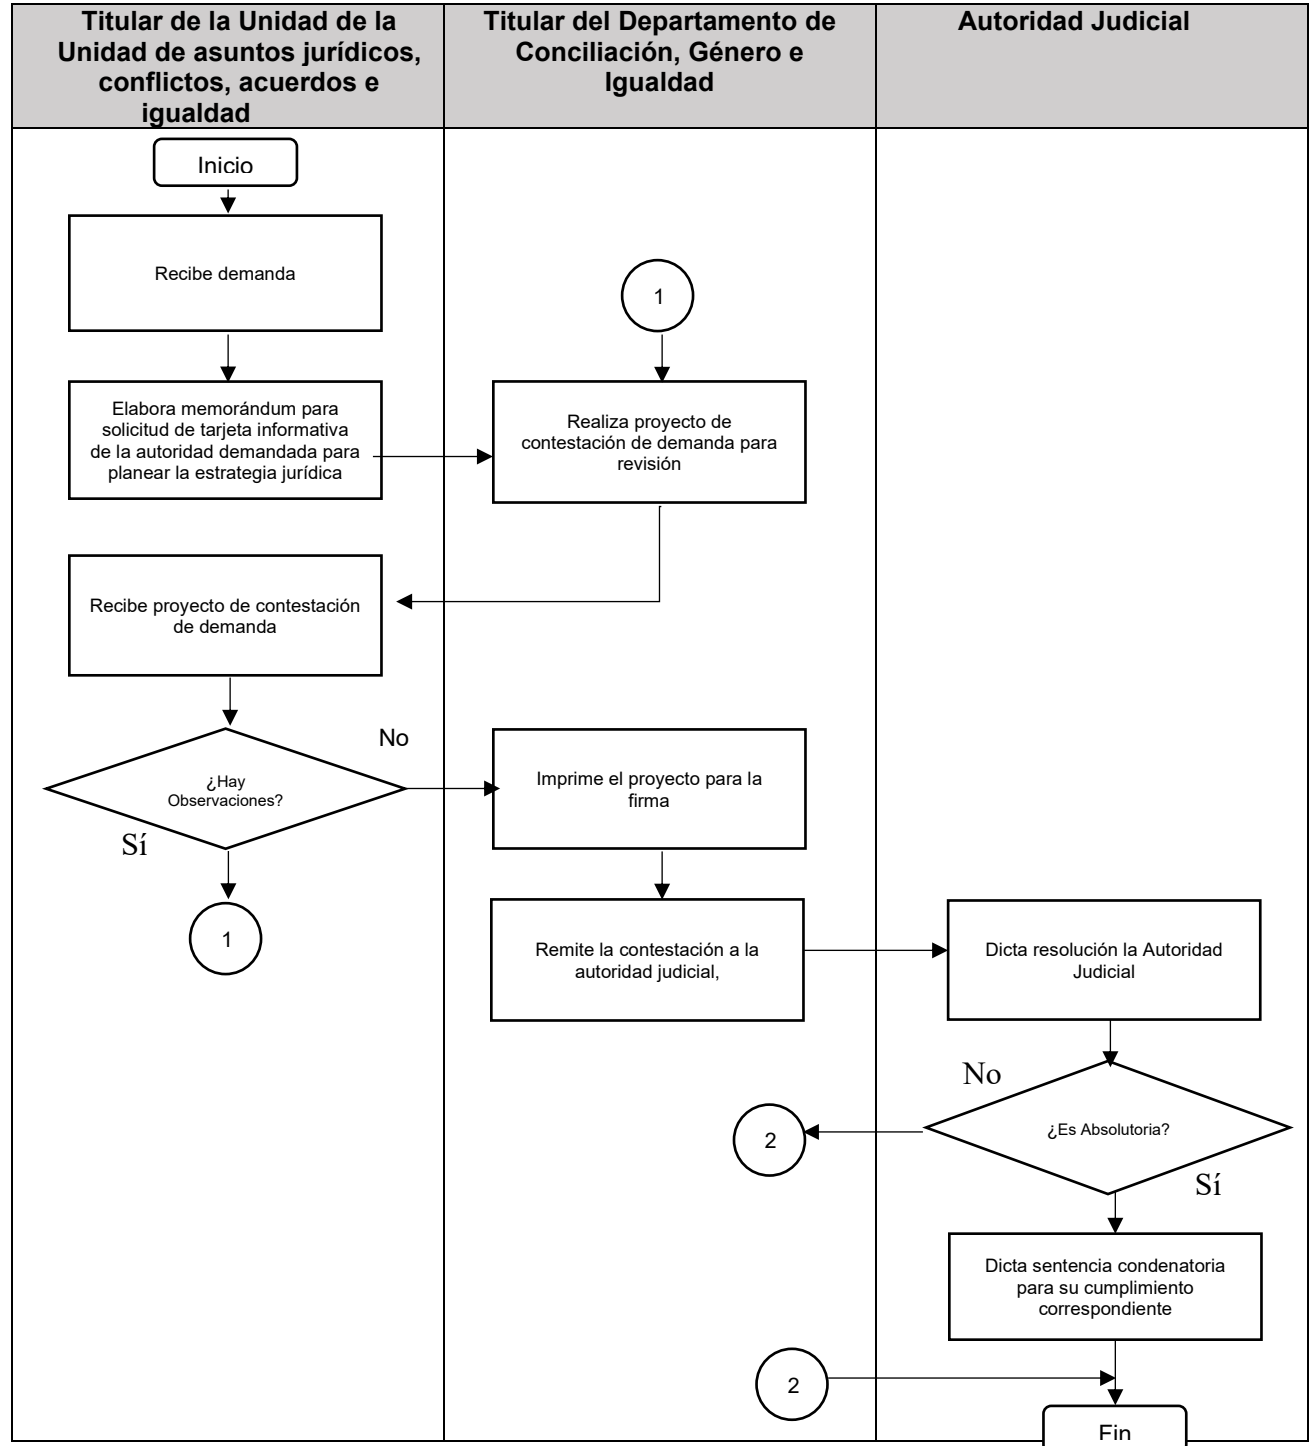 Titular de la Unidad de la
Unidad de asuntos jurídicos,
conflictos, acuerdos e
igualdad
Titular del Departamento de
Conciliación, Género e
Igualdad
Autoridad Judicial
Inicio
Recibe demanda
1
Elabora memorándum para
solicitud de tarjeta informativa
de la autoridad demandada para
planear la estrategia jurídica
Realiza proyecto de
contestación de demanda para
revisión
Recibe proyecto de contestación
de demanda
No
¿Hay
Observaciones?
Sí
1
Imprime el proyecto para la
firma
Remite la contestación a la
autoridad judicial,
Dicta resolución la Autoridad
Judicial
No
¿Es Absolutoria?
2
Sí
Dicta sentencia condenatoria
para su cumplimiento
correspondiente
2
Fin